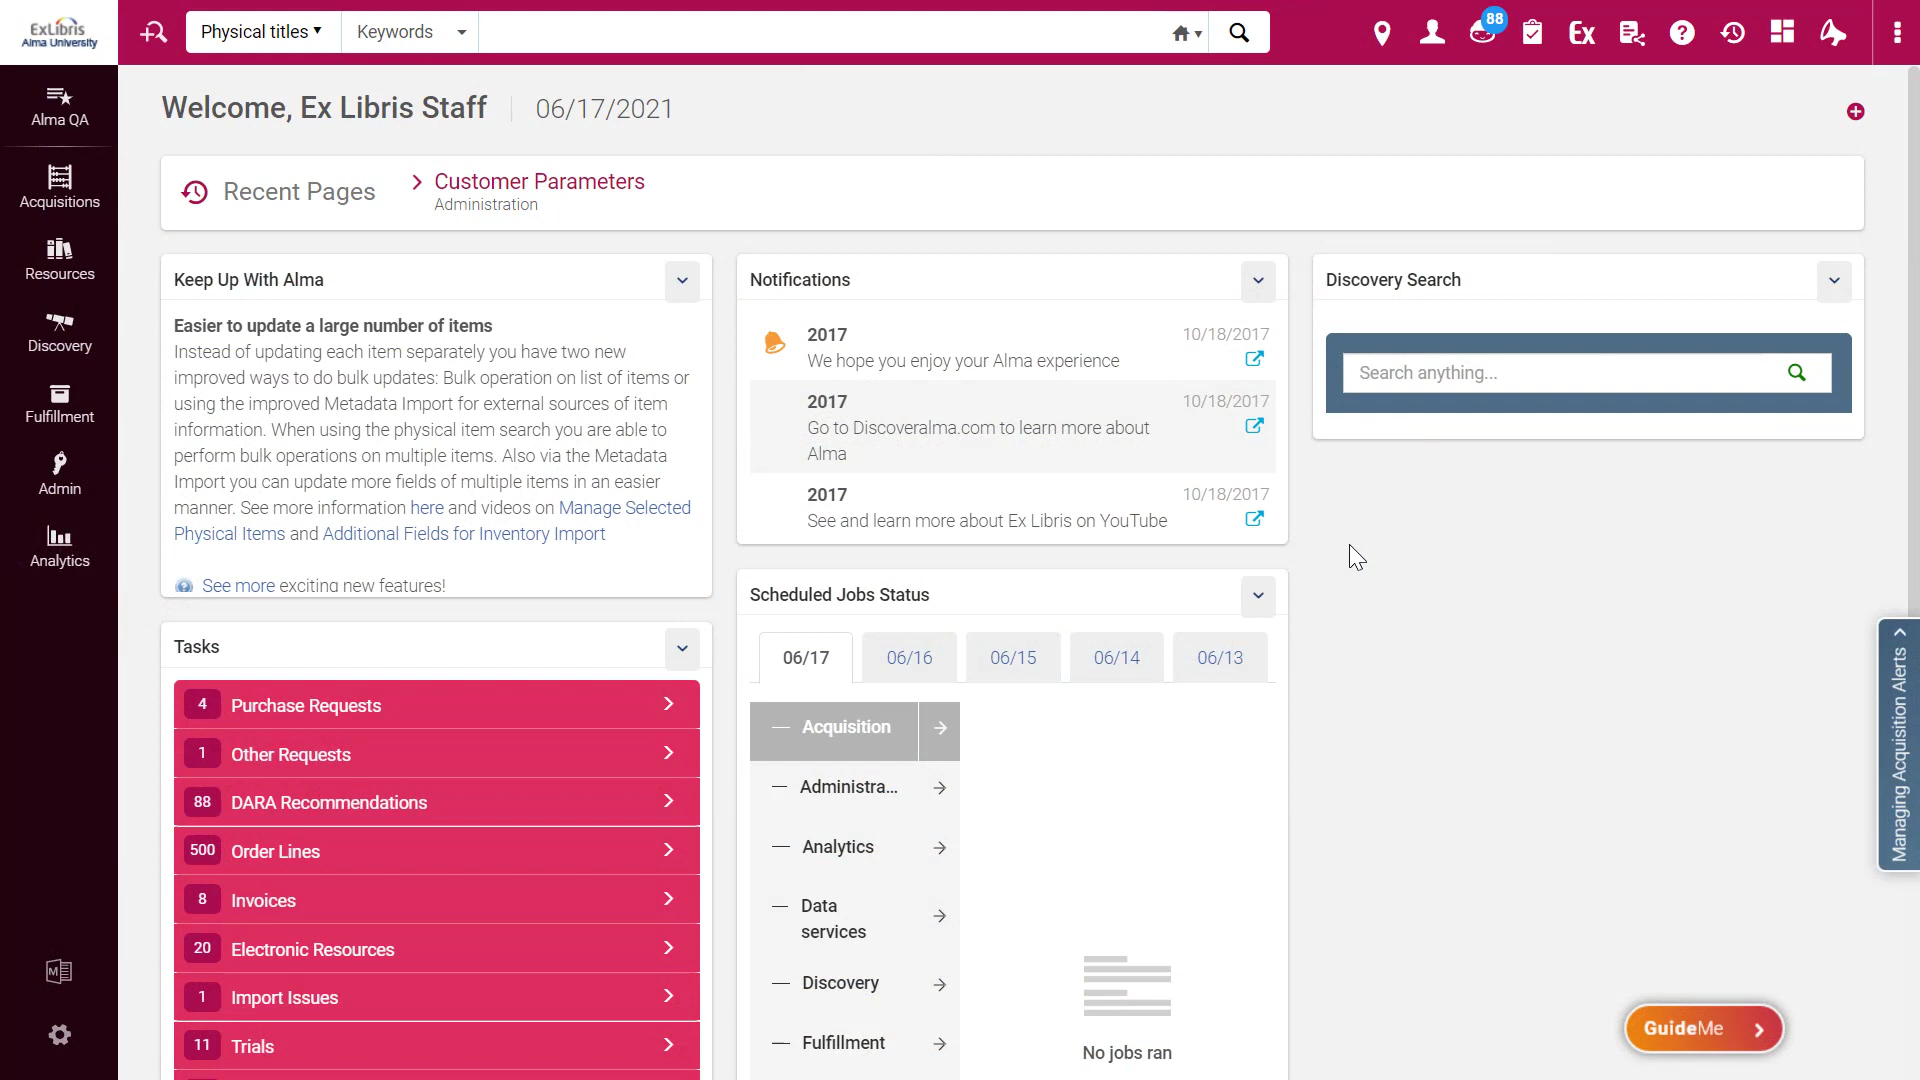 ExLibris
Alma University
Physical titles
Keywords
88
Ex
Alma QA
Acquisitions
Resources
Discovery
Fulfillment
Admin
Analytics
Welcome, Ex Libris Staff
06/17/2021
Recent Pages
Customer Parameters
Administration
Keep Up With Alma
Easier to update a large number of items
Instead of updating each item separately you have two new
improved ways to do bulk updates: Bulk operation on list of items or
using the improved Metadata Import for external sources of item
information. When using the physical item search you are able to
perform bulk operations on multiple items. Also via the Metadata
Import you can update more fields of multiple items in an easier
manner. See more information here and videos on Manage Selected
Physical Items and Additional Fields for Inventory Import
See more exciting new features!
Tasks
4 Purchase Requests
1 Other Requests
88 DARA Recommendations
500 Order Lines
8 Invoices
20 Electronic Resources
1 Import Issues
11 Trials
Notifications
2017 10/18/2017
We hope you enjoy your Alma experience
2017 10/18/2017
Go to Discoveralma.com to learn more about
Alma
2017 10/18/2017
See and learn more about Ex Libris on YouTube
Scheduled Jobs Status
06/17 06/16 06/15 06/14 06/13
Acquisition
Administra...
Analytics
Data
services
Discovery
Fulfillment
No jobs ran
Discovery Search
Search anything...
Managing Acquisition Alerts
GuideMe